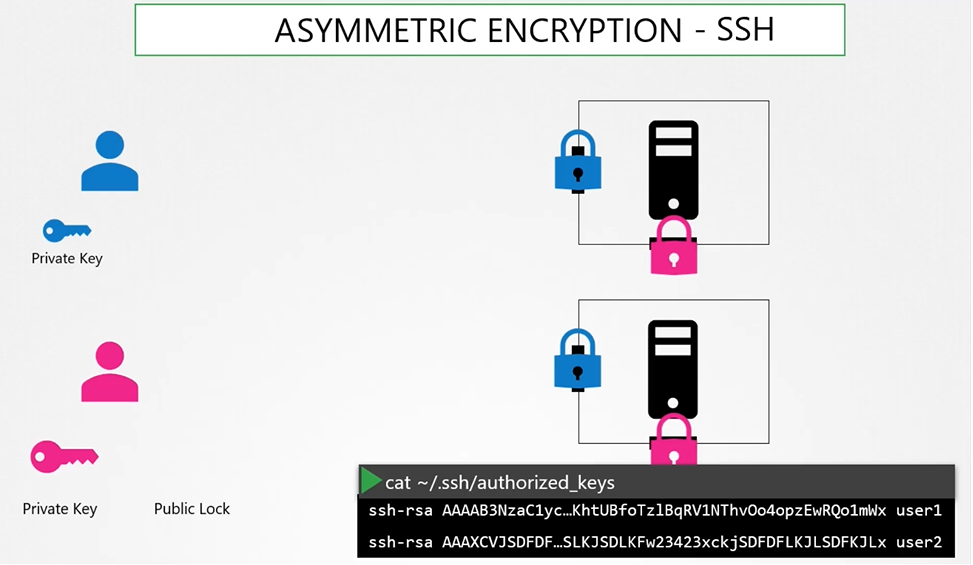 ASYMMETRIC ENCRYPTION - SSH
Private Key
Private Key
Public Lock
cat ~/.ssh/authorized_keys
ssh-rsa AAAAB3NzaC1yc…KhtUBfoTzlBqRV1NThvOo4opzEwRQo1mWx user1
ssh-rsa AAAXCVJSDFDF…SLKJSDLKFw23423xckjSDFDFLKJLSDFKJLx user2